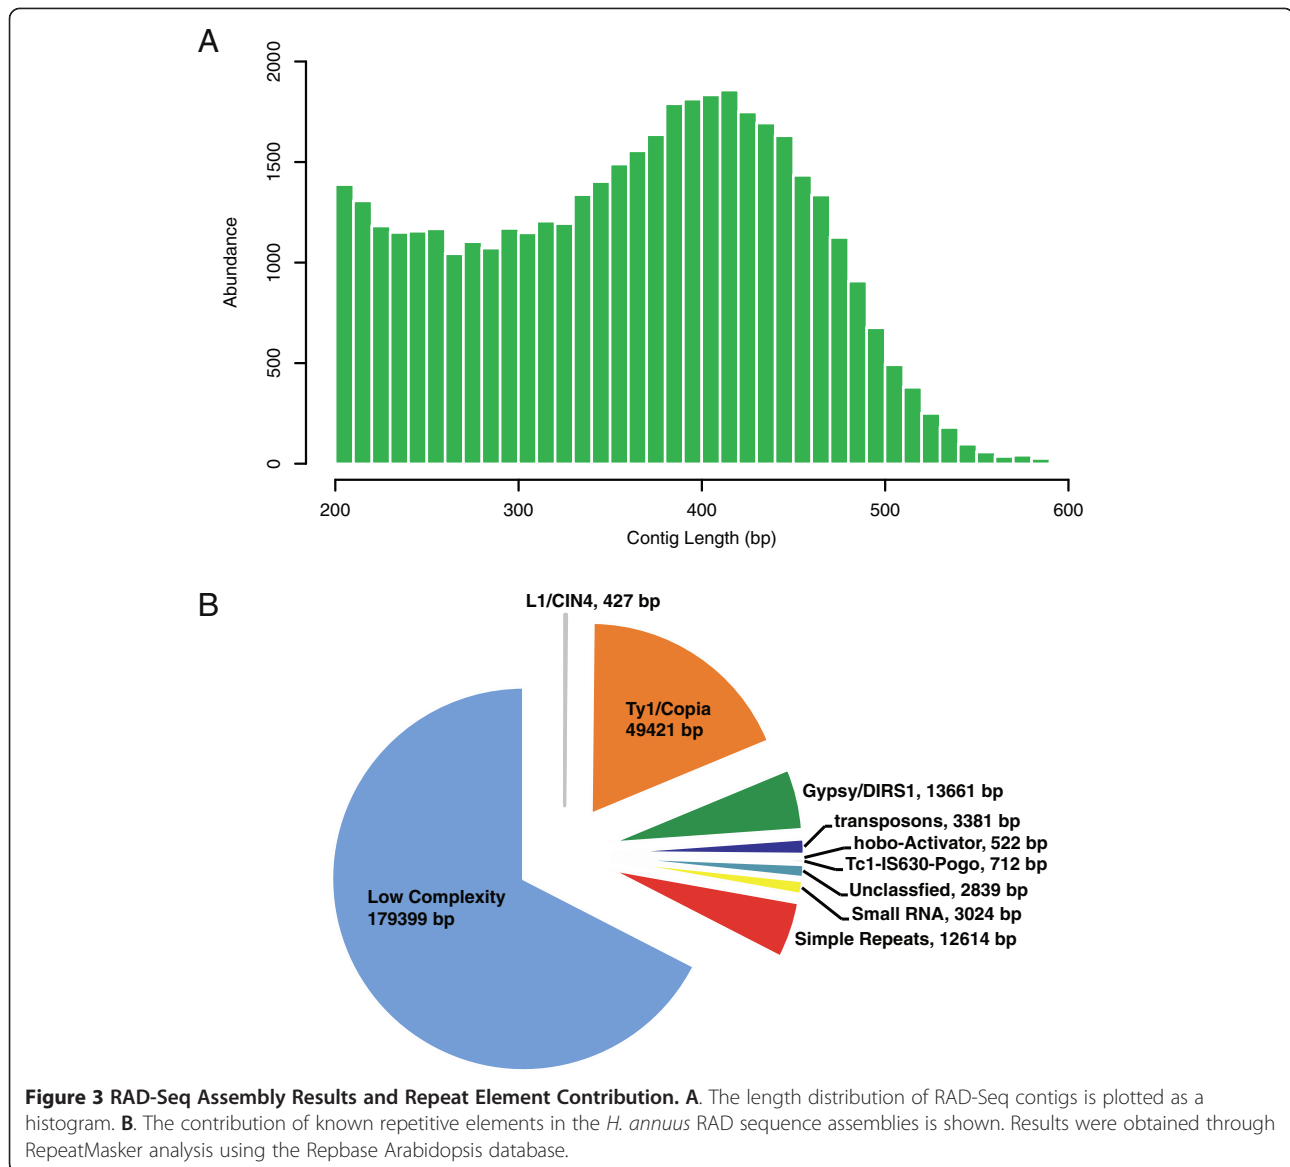 A
2000
1500
1000
500
0
Abundance
200 300 400 500 600
Contig Length (bp)
B
L1/CIN4, 427 bp
Ty1/Copia
49421 bp
Gypsy/DIRS1, 13661 bp
transposons, 3381 bp
hobo-Activator, 522 bp
Tc1-IS630-Pogo, 712 bp
Unclassfied, 2839 bp
Small RNA, 3024 bp
Simple Repeats, 12614 bp
Low Complexity
179399 bp
Figure 3 RAD-Seq Assembly Results and Repeat Element Contribution. A. The length distribution of RAD-Seq contigs is plotted as a
histogram. B. The contribution of known repetitive elements in the H. annuus RAD sequence assemblies is shown. Results were obtained through
RepeatMasker analysis using the Repbase Arabidopsis database.